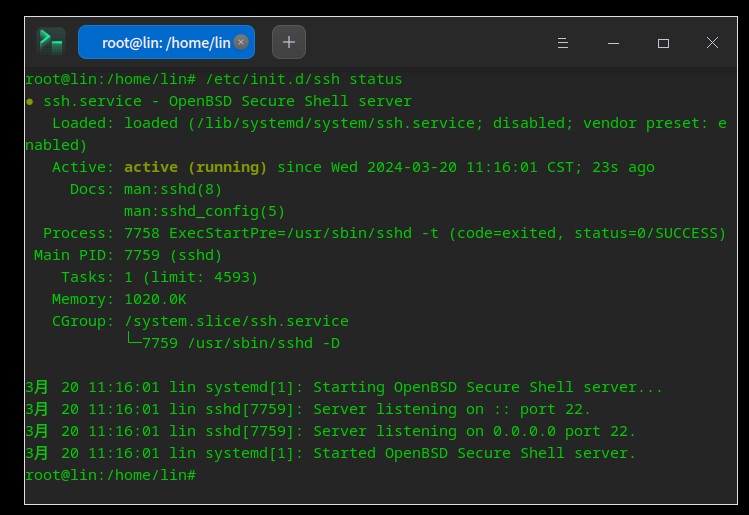 root@lin: /home/lin
root@lin:/home/lin# /etc/init.d/ssh status
● ssh.service - OpenBSD Secure Shell server
   Loaded: loaded (/lib/systemd/system/ssh.service; disabled; vendor preset: e
nabled)
   Active: active (running) since Wed 2024-03-20 11:16:01 CST; 23s ago
     Docs: man:sshd(8)
           man:sshd_config(5)
  Process: 7758 ExecStartPre=/usr/sbin/sshd -t (code=exited, status=0/SUCCESS)
 Main PID: 7759 (sshd)
    Tasks: 1 (limit: 4593)
   Memory: 1020.0K
   CGroup: /system.slice/ssh.service
           └─7759 /usr/sbin/sshd -D
3月 20 11:16:01 lin systemd[1]: Starting OpenBSD Secure Shell server...
3月 20 11:16:01 lin sshd[7759]: Server listening on :: port 22.
3月 20 11:16:01 lin sshd[7759]: Server listening on 0.0.0.0 port 22.
3月 20 11:16:01 lin systemd[1]: Started OpenBSD Secure Shell server.
root@lin:/home/lin#